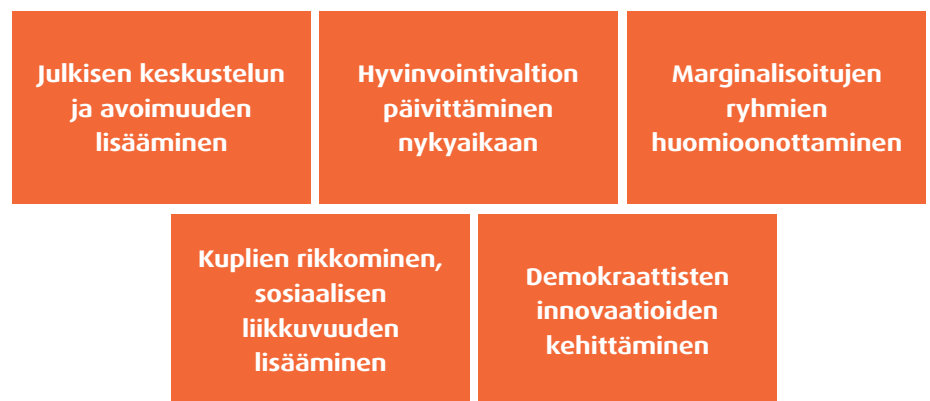 Julkisen keskustelun
ja avoimuuden
lisääminen
Hyvinvointivaltion
päivittäminen
nykyaikaan
Marginalisoitujen
ryhmien
huomioonottaminen
Kuplien rikkominen,
sosiaalisen
liikkuvuuden
lisääminen
Demokraattisten
innovaatioiden
kehittäminen